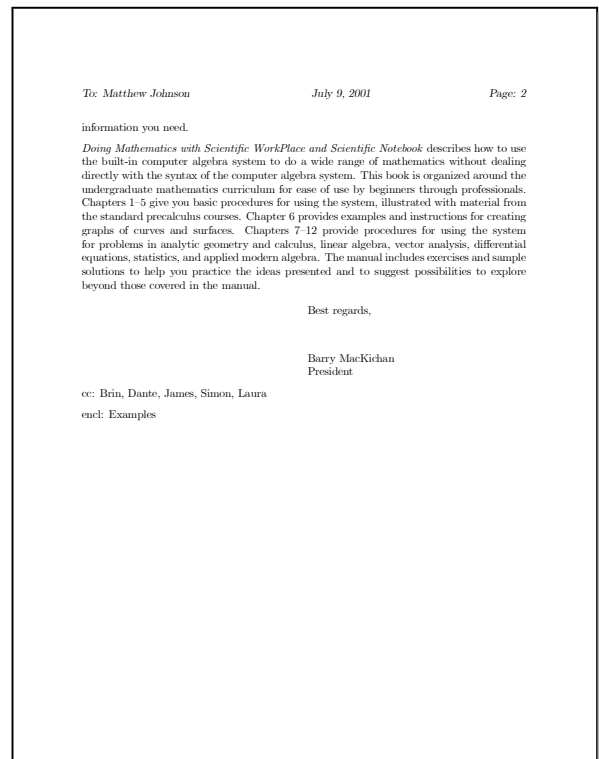 To: Matthew Johnson July 9, 2001 Page: 2
information you need.
Doing Mathematics with Scientific WorkPlace and Scientific Notebook describes how to use
the built-in computer algebra system to do a wide range of mathematics without dealing
directly with the syntax of the computer algebra system. This book is organized around the
undergraduate mathematics curriculum for ease of use by beginners through professionals.
Chapters 1–5 give you basic procedures for using the system, illustrated with material from
the standard precalculus courses. Chapter 6 provides examples and instructions for creating
graphs of curves and surfaces. Chapters 7–12 provide procedures for using the system
for problems in analytic geometry and calculus, linear algebra, vector analysis, differential
equations, statistics, and applied modern algebra. The manual includes exercises and sample
solutions to help you practice the ideas presented and to suggest possibilities to explore
beyond those covered in the manual.
Best regards,
Barry MacKichan
President
cc: Brin, Dante, James, Simon, Laura
encl: Examples